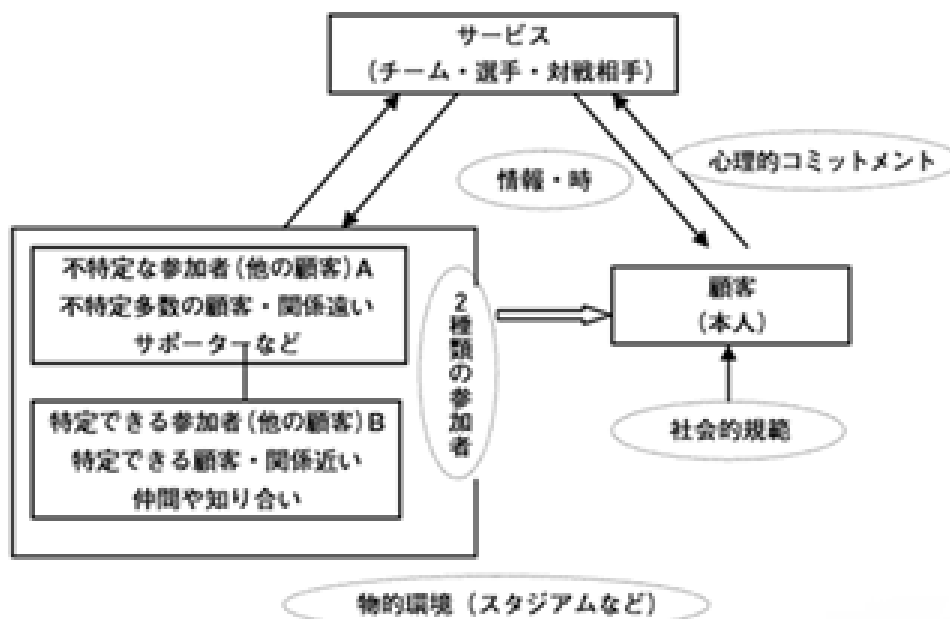 サービス
(チーム・選手・対戦相手)
心理的コミットメント
情報・時
不特定な参加者(他の顧客)A
不特定多数の顧客・関係遠い
サポーターなど
2種類の参加者
顧客
(本人)
特定できる参加者(他の顧客)B
特定できる顧客・関係近い
仲間や知り合い
社会的規範
物的環境(スタジアムなど)